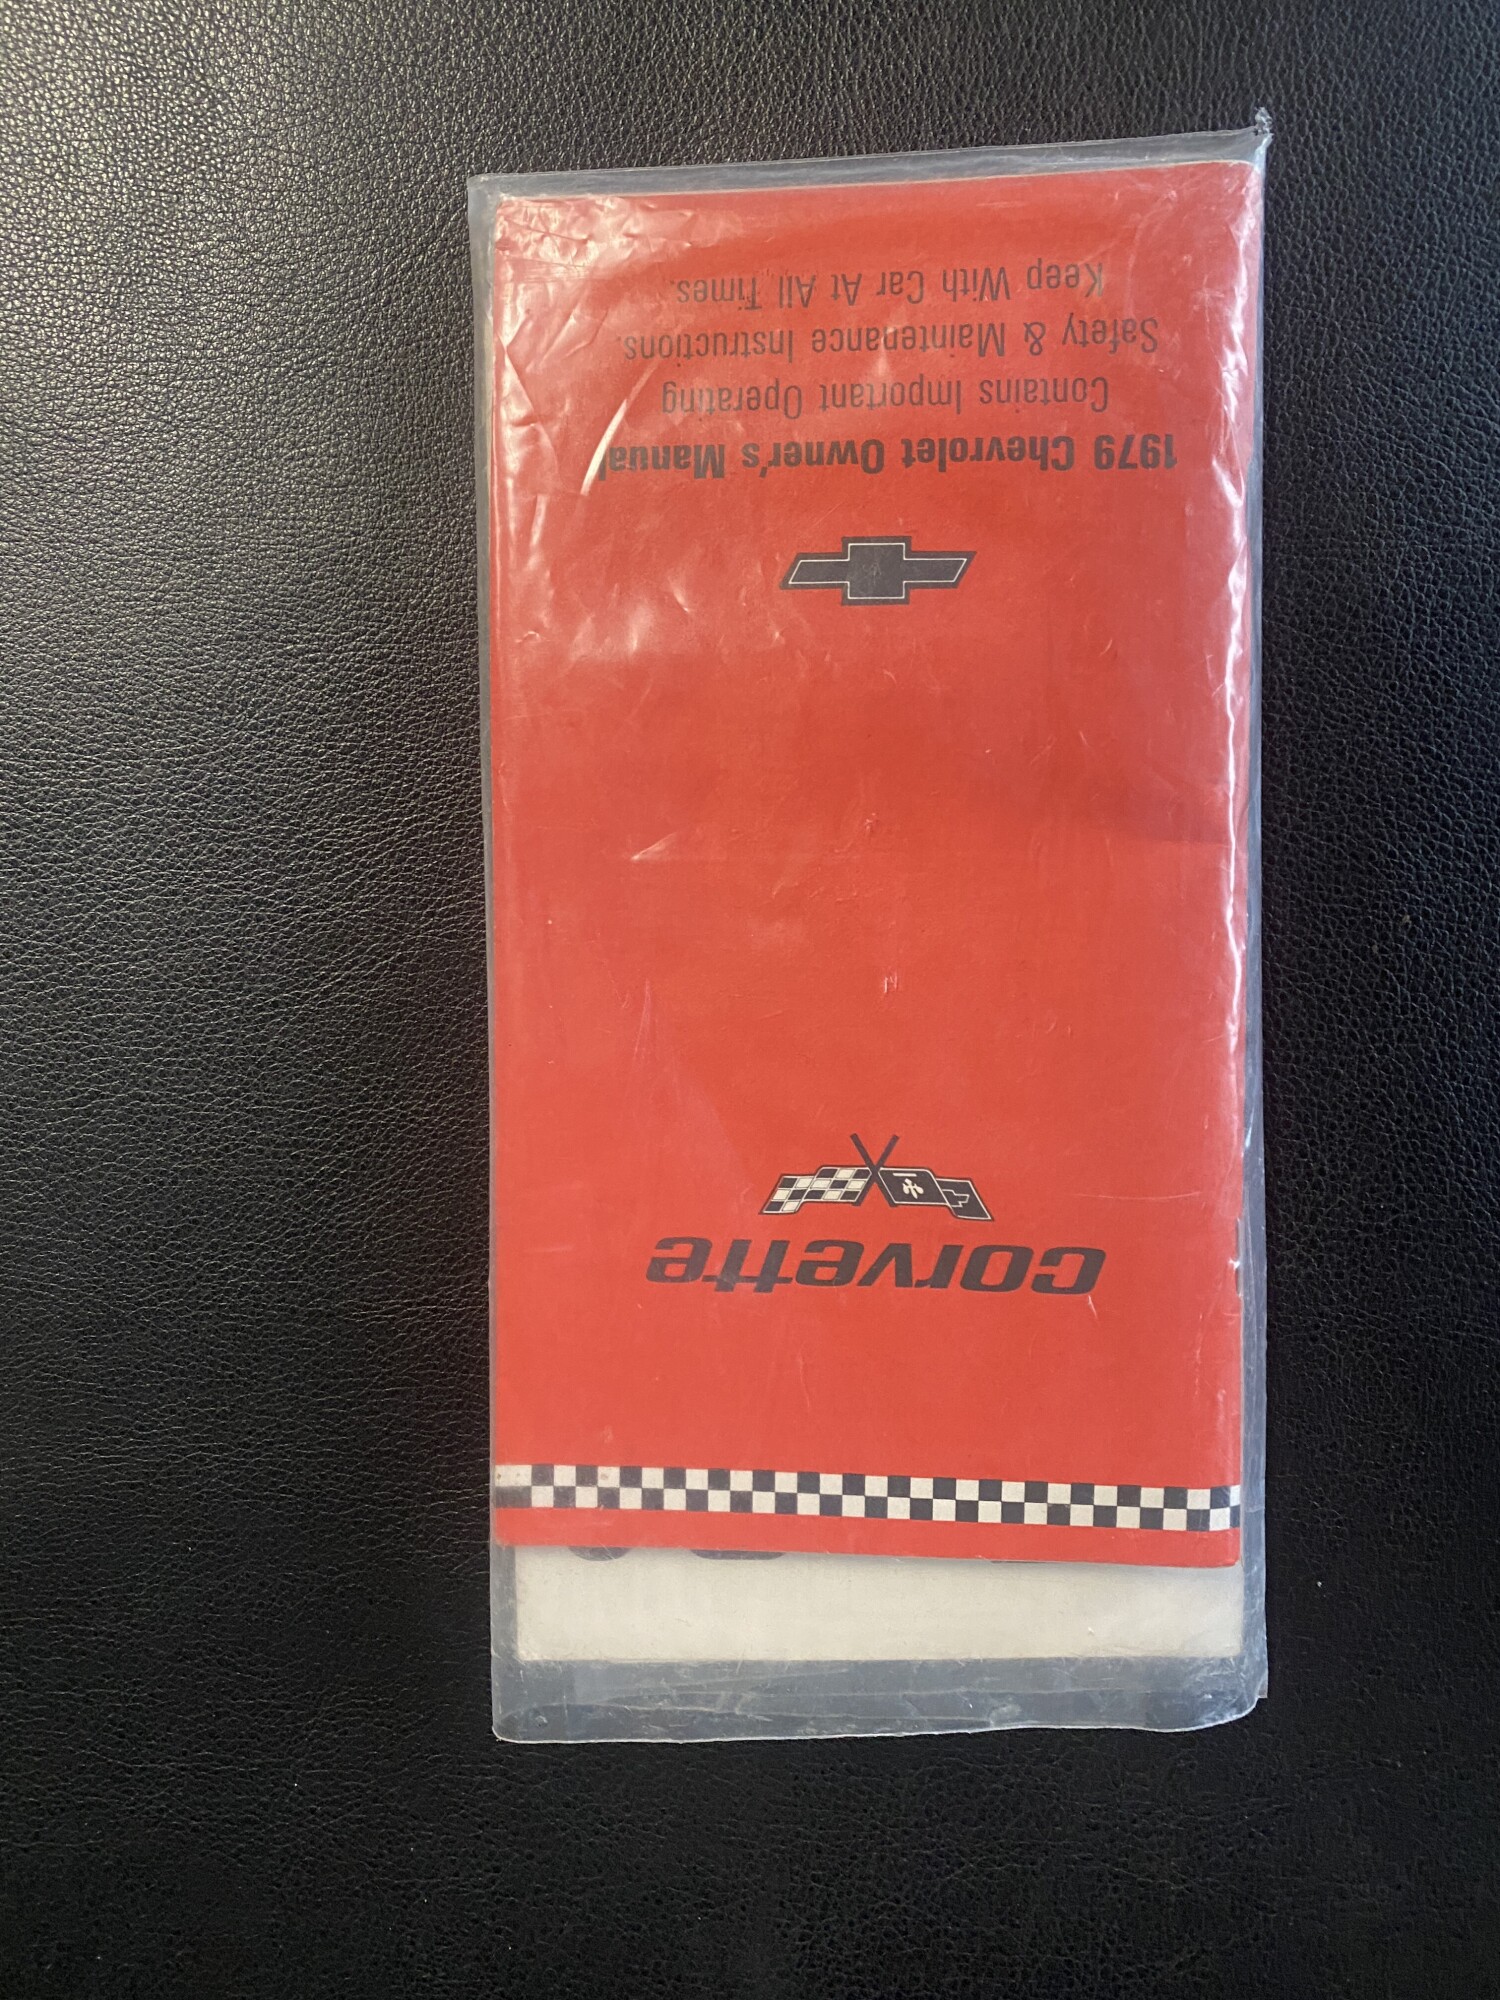 corvette
1979 Chevrolet Owner's Manual
Contains Important Operating
Safety & Maintenance Instructions.
Keep With Car At All Times.